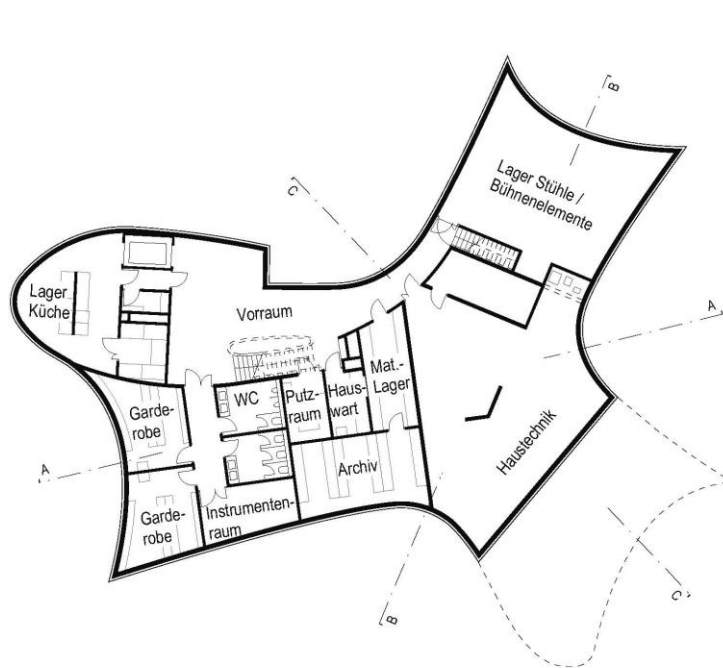 B
Lager Stühle /
Bühnenelemente
C
Lager
Küche
Vorraum
A
Mat.-
Lager
WC
Putz-
raum
Haus-
wart
Garde-
robe
A
Archiv
Haustechnik
Garde-
robe
Instrumenten-
raum
B
C